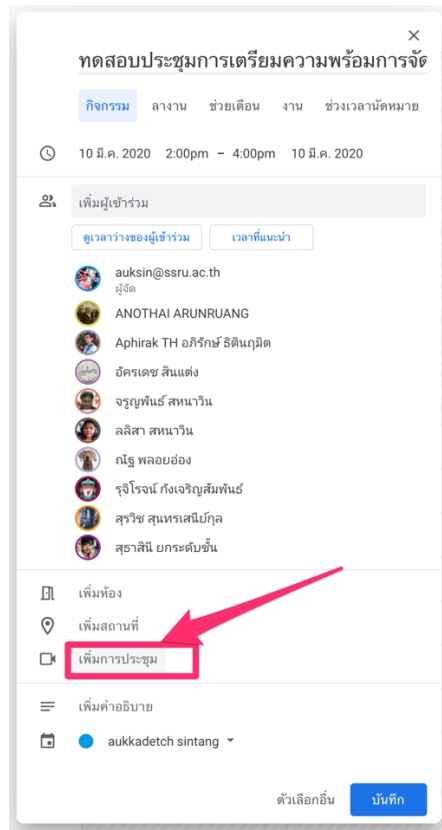 ทดสอบประชุมการเตรียมความพร้อมการจัด
กิจกรรม ลางาน ช่วยเตือน งาน ช่วงเวลานัดหมาย
10 มี.ค. 2020 2:00pm – 4:00pm 10 มี.ค. 2020
เพิ่มผู้เข้าร่วม
ดูเวลาว่างของผู้เข้าร่วม เวลาที่แนะนำ
auksin@ssru.ac.th
ผู้จัด
ANOTHAI ARUNRUANG
Aphirak TH อภิรักษ์ ธิตินฤมิต
อัครเดช สินแต่ง
จรูญพันธ์ สหนาวิน
ลลิสา สหนาวิน
ณัฐ พลอยอ่อง
รุจิโรจน์ กังเจริญสัมพันธ์
สุรวิช สุนทรเสนีย์กุล
สุธาสินี ยกระดับชั้น
เพิ่มห้อง
เพิ่มสถานที่
เพิ่มการประชุม
เพิ่มคำอธิบาย
aukkadetch sintang
ตัวเลือกอื่น บันทึก